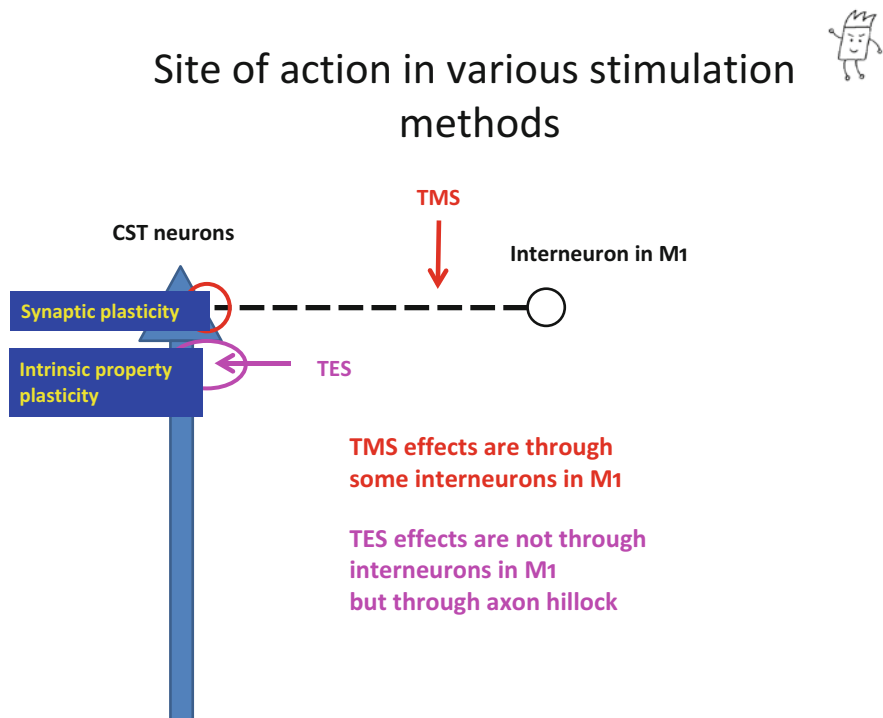 Site of action in various stimulation
methods
TMS
CST neurons
Interneuron in M1
Synaptic plasticity
Intrinsic property
plasticity
TES
TMS effects are through
some interneurons in M1
TES effects are not through
interneurons in M1
but through axon hillock